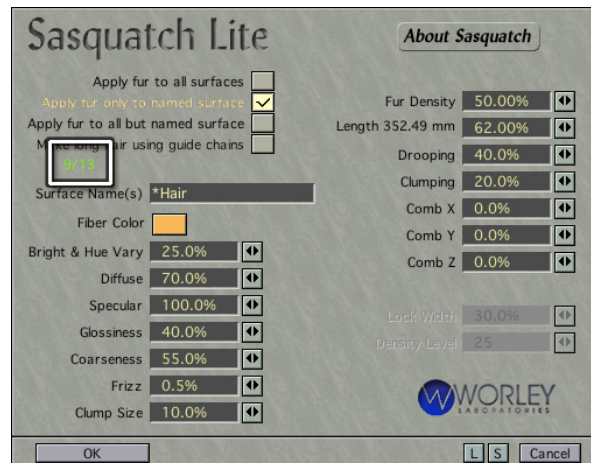 Sasquatch Lite
About Sasquatch
Apply fur to all surfaces
Apply fur only to named surface
Apply fur to all but named surface
Make long hair using guide chains
9/13
Surface Name(s) *Hair
Fiber Color
Bright & Hue Vary 25.0%
Diffuse 70.0%
Specular 100.0%
Glossiness 40.0%
Coarseness 55.0%
Frizz 0.5%
Clump Size 10.0%
Fur Density 50.00%
Length 352.49 mm 62.00%
Drooping 40.0%
Clumping 20.0%
Comb X 0.0%
Comb Y 0.0%
Comb Z 0.0%
Lock Width 30.0%
Density Level 25
WORLEY
LABORATORIES
OK
L S Cancel